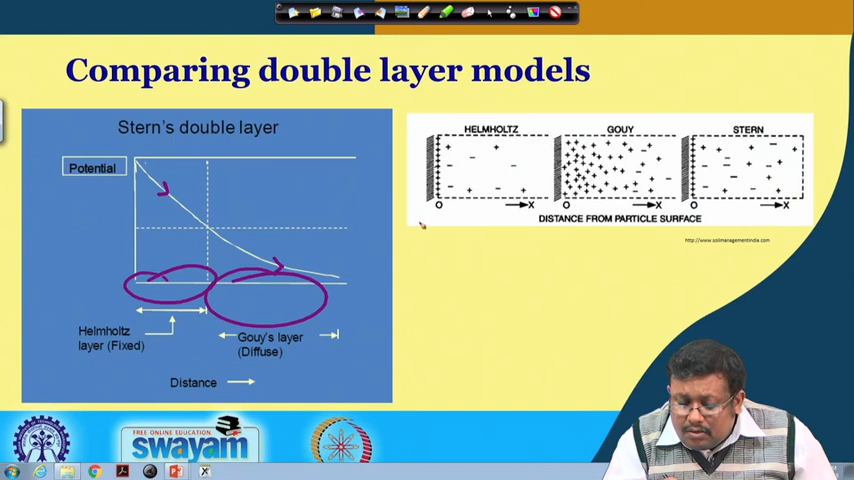 Comparing double layer models
Stern's double layer
Potential
Helmholtz
layer (Fixed)
Gouy's layer
(Diffuse)
Distance
HELMHOLTZ
GOUY
STERN
O
X
O
X
O
X
DISTANCE FROM PARTICLE SURFACE
http://www.soilmanagementindia.com
FREE ONLINE EDUCATION
swayam